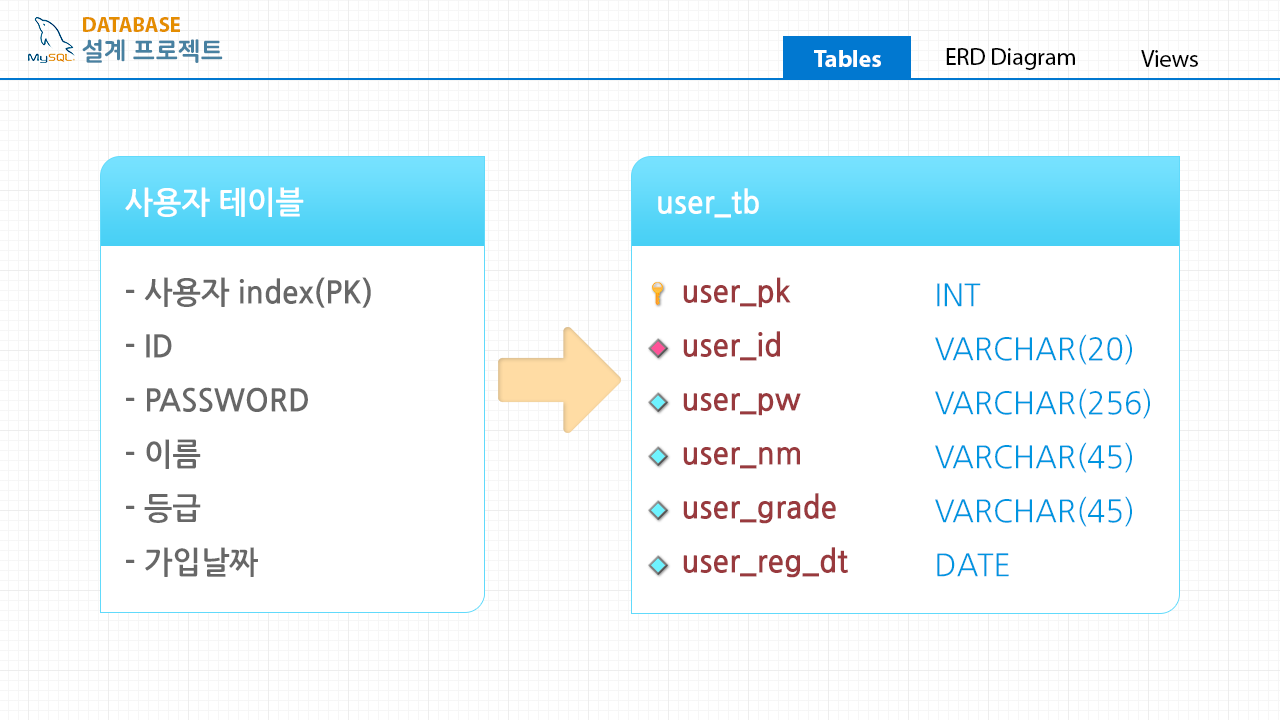 MySQL
DATABASE
설계 프로젝트
Tables
ERD Diagram
Views
사용자 테이블
- 사용자 index(PK)
- ID
- PASSWORD
- 이름
- 등급
- 가입날짜
user_tb
user_pk INT
user_id VARCHAR(20)
user_pw VARCHAR(256)
user_nm VARCHAR(45)
user_grade VARCHAR(45)
user_reg_dt DATE